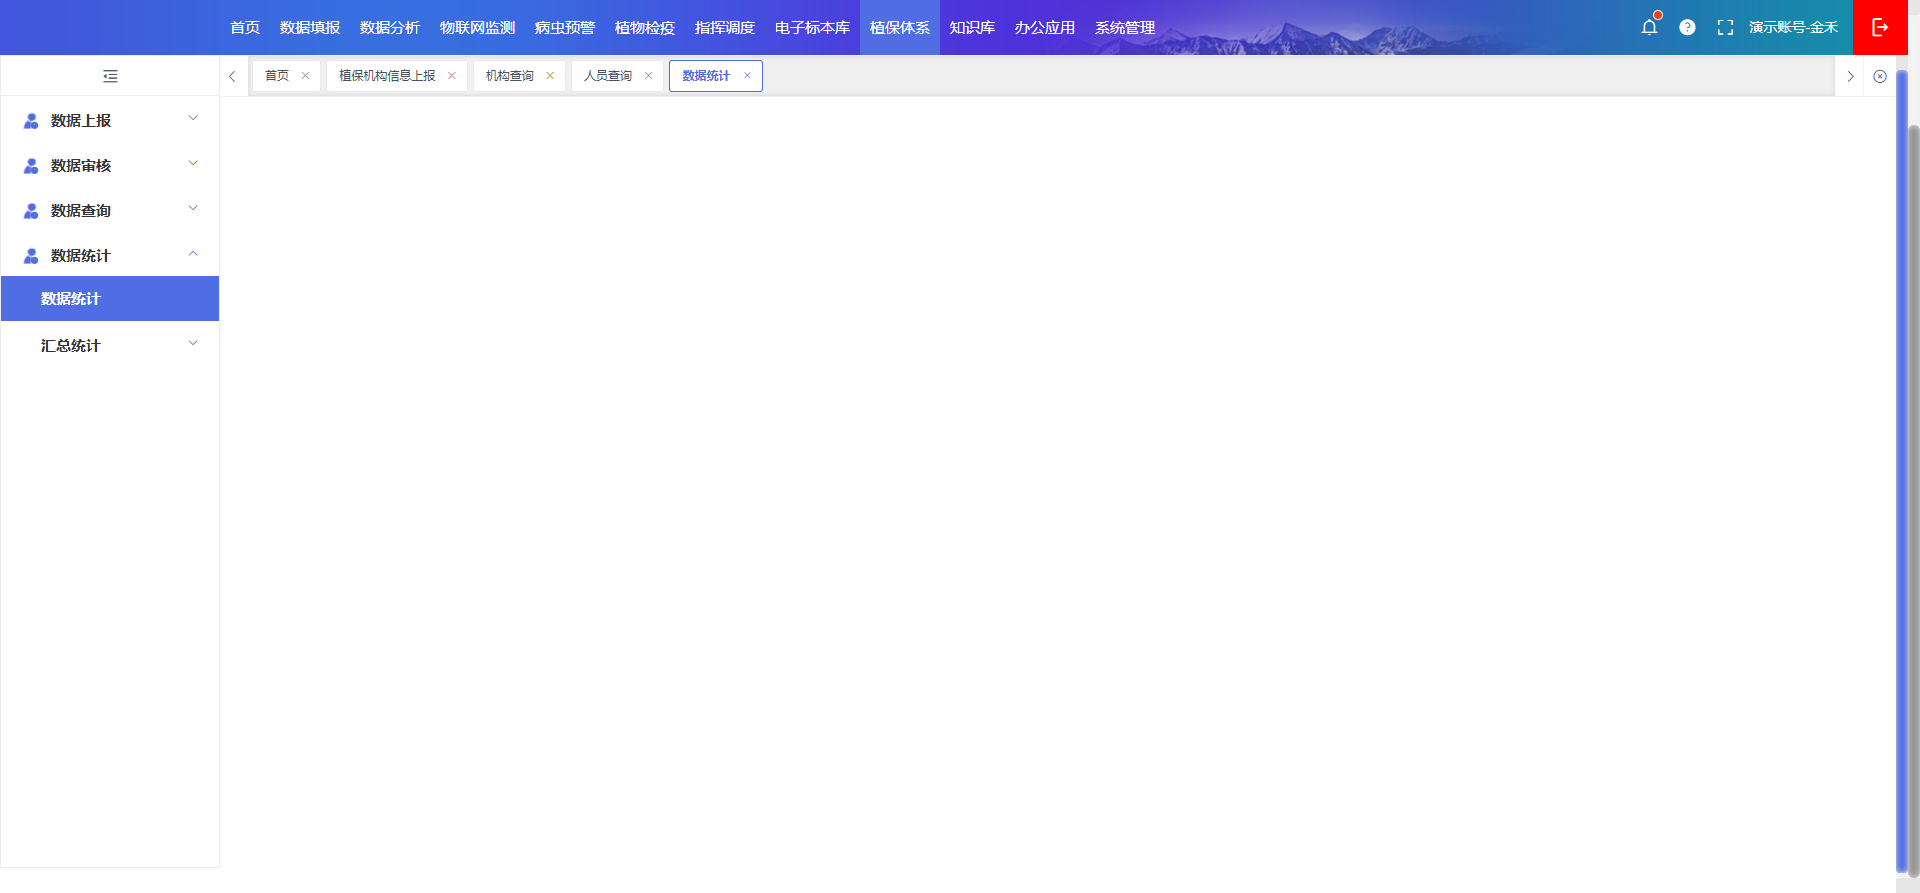 首页 数据填报 数据分析 物联网监测 病虫预警 植物检疫 指挥调度 电子标本库 植保体系 知识库 办公应用 系统管理 演示账号-金禾
首页 植保机构信息上报 机构查询 人员查询 数据统计
数据上报
数据审核
数据查询
数据统计
数据统计
汇总统计